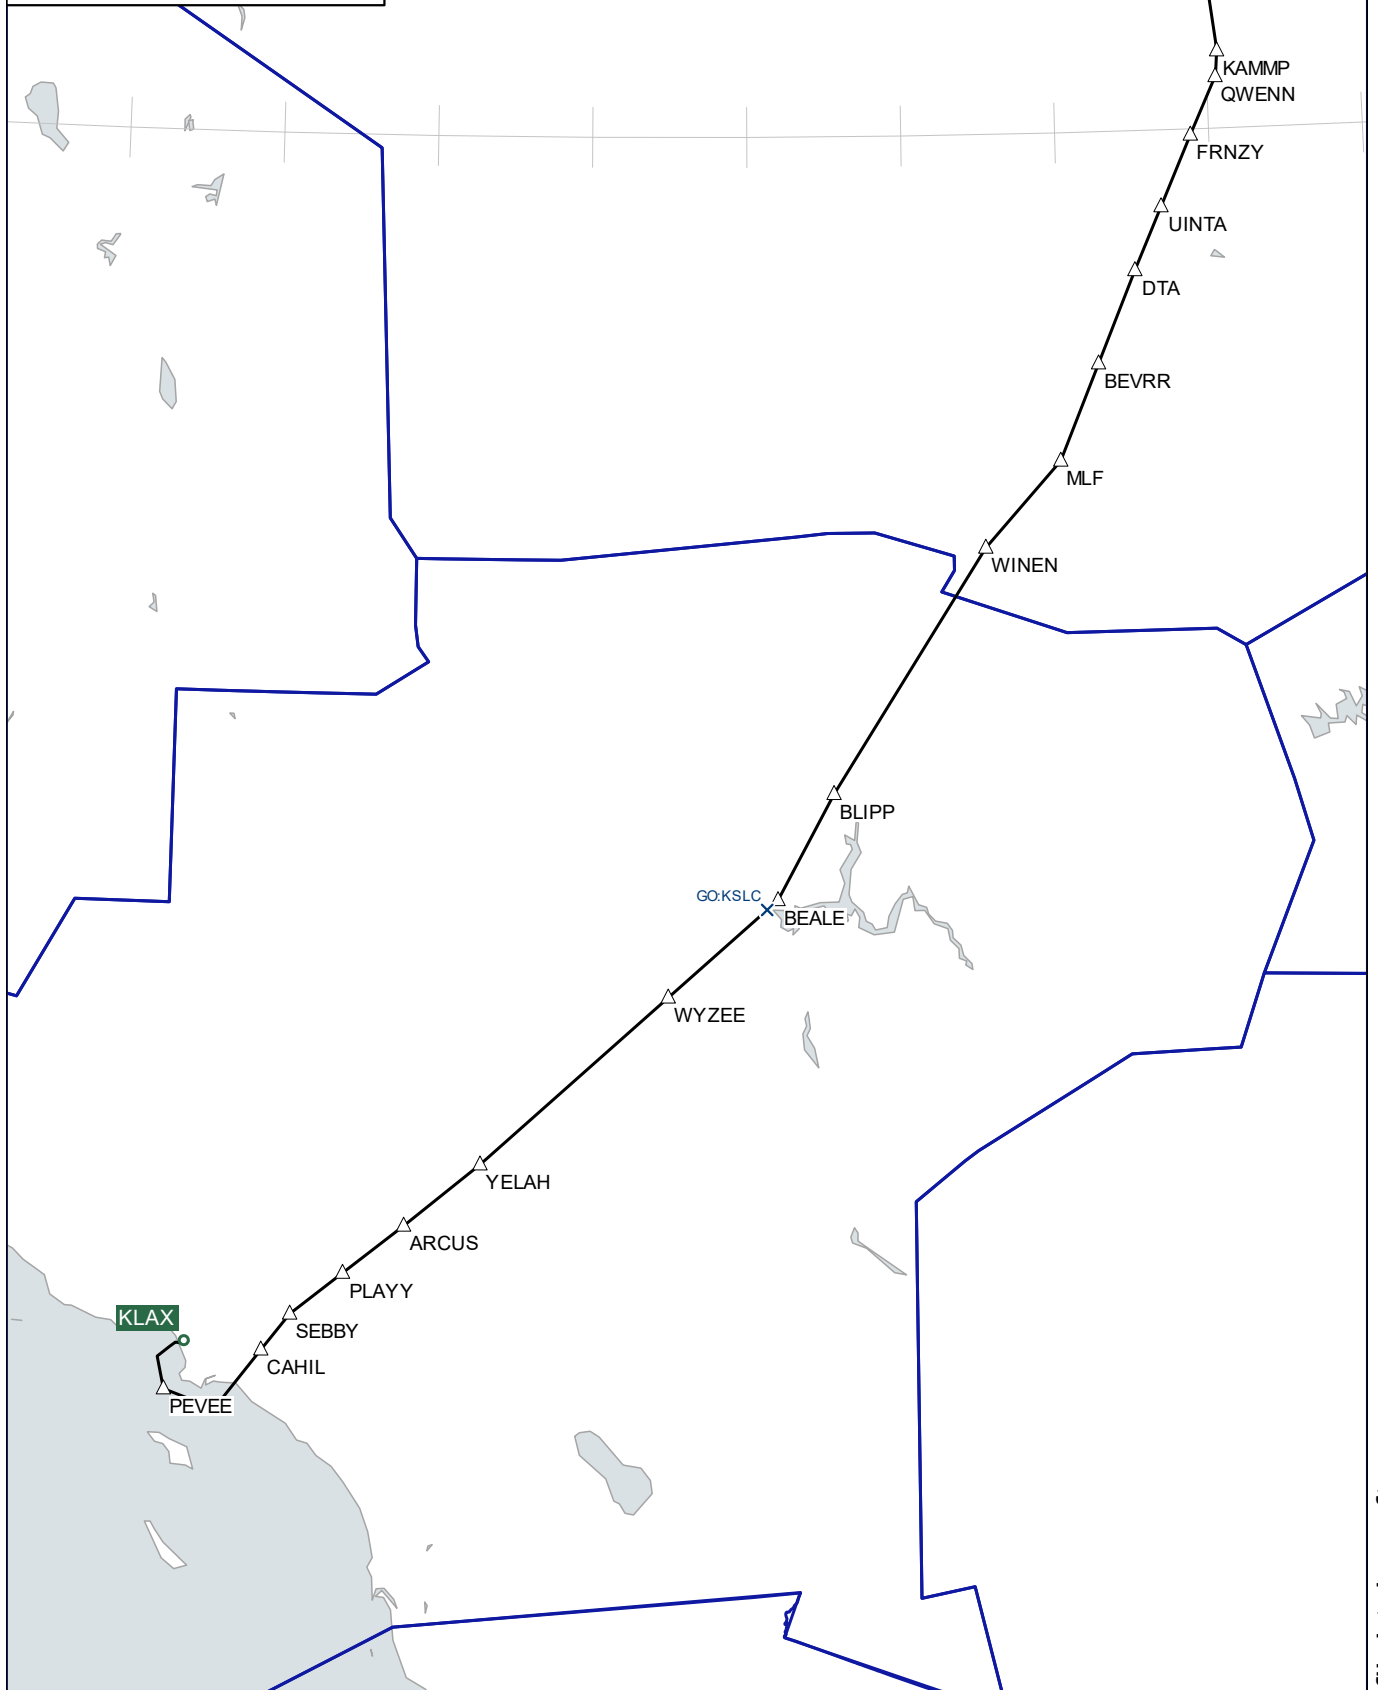 KAMMP
QWENN
FRNZY
UINTA
DTA
BEVRR
MLF
WINEN
BLIPP
GO:KSLC
BEALE
WYZEE
YELAH
ARCUS
PLAYY
KLAX
SEBBY
CAHIL
PEVEE